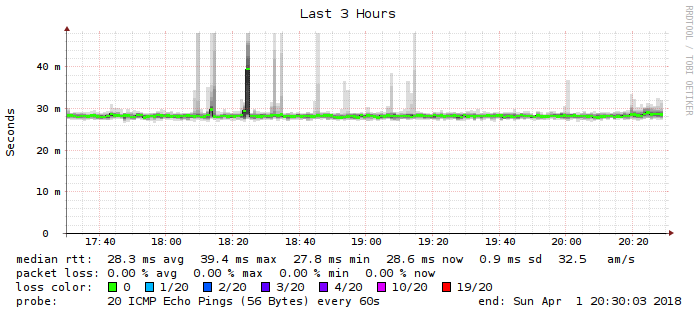 Last 3 Hours
RRDTOOL / TOBI OETIKER
Seconds
40 m
30 m
20 m
10 m
0
17:40 18:00 18:20 18:40 19:00 19:20 19:40 20:00 20:20
median rtt: 28.3 ms avg 39.4 ms max 27.8 ms min 28.6 ms now 0.9 ms sd 32.5 am/s
packet loss: 0.00 % avg 0.00 % max 0.00 % min 0.00 % now
loss color: 0 1/20 2/20 3/20 4/20 10/20 19/20
probe: 20 ICMP Echo Pings (56 Bytes) every 60s end: Sun Apr 1 20:30:03 2018